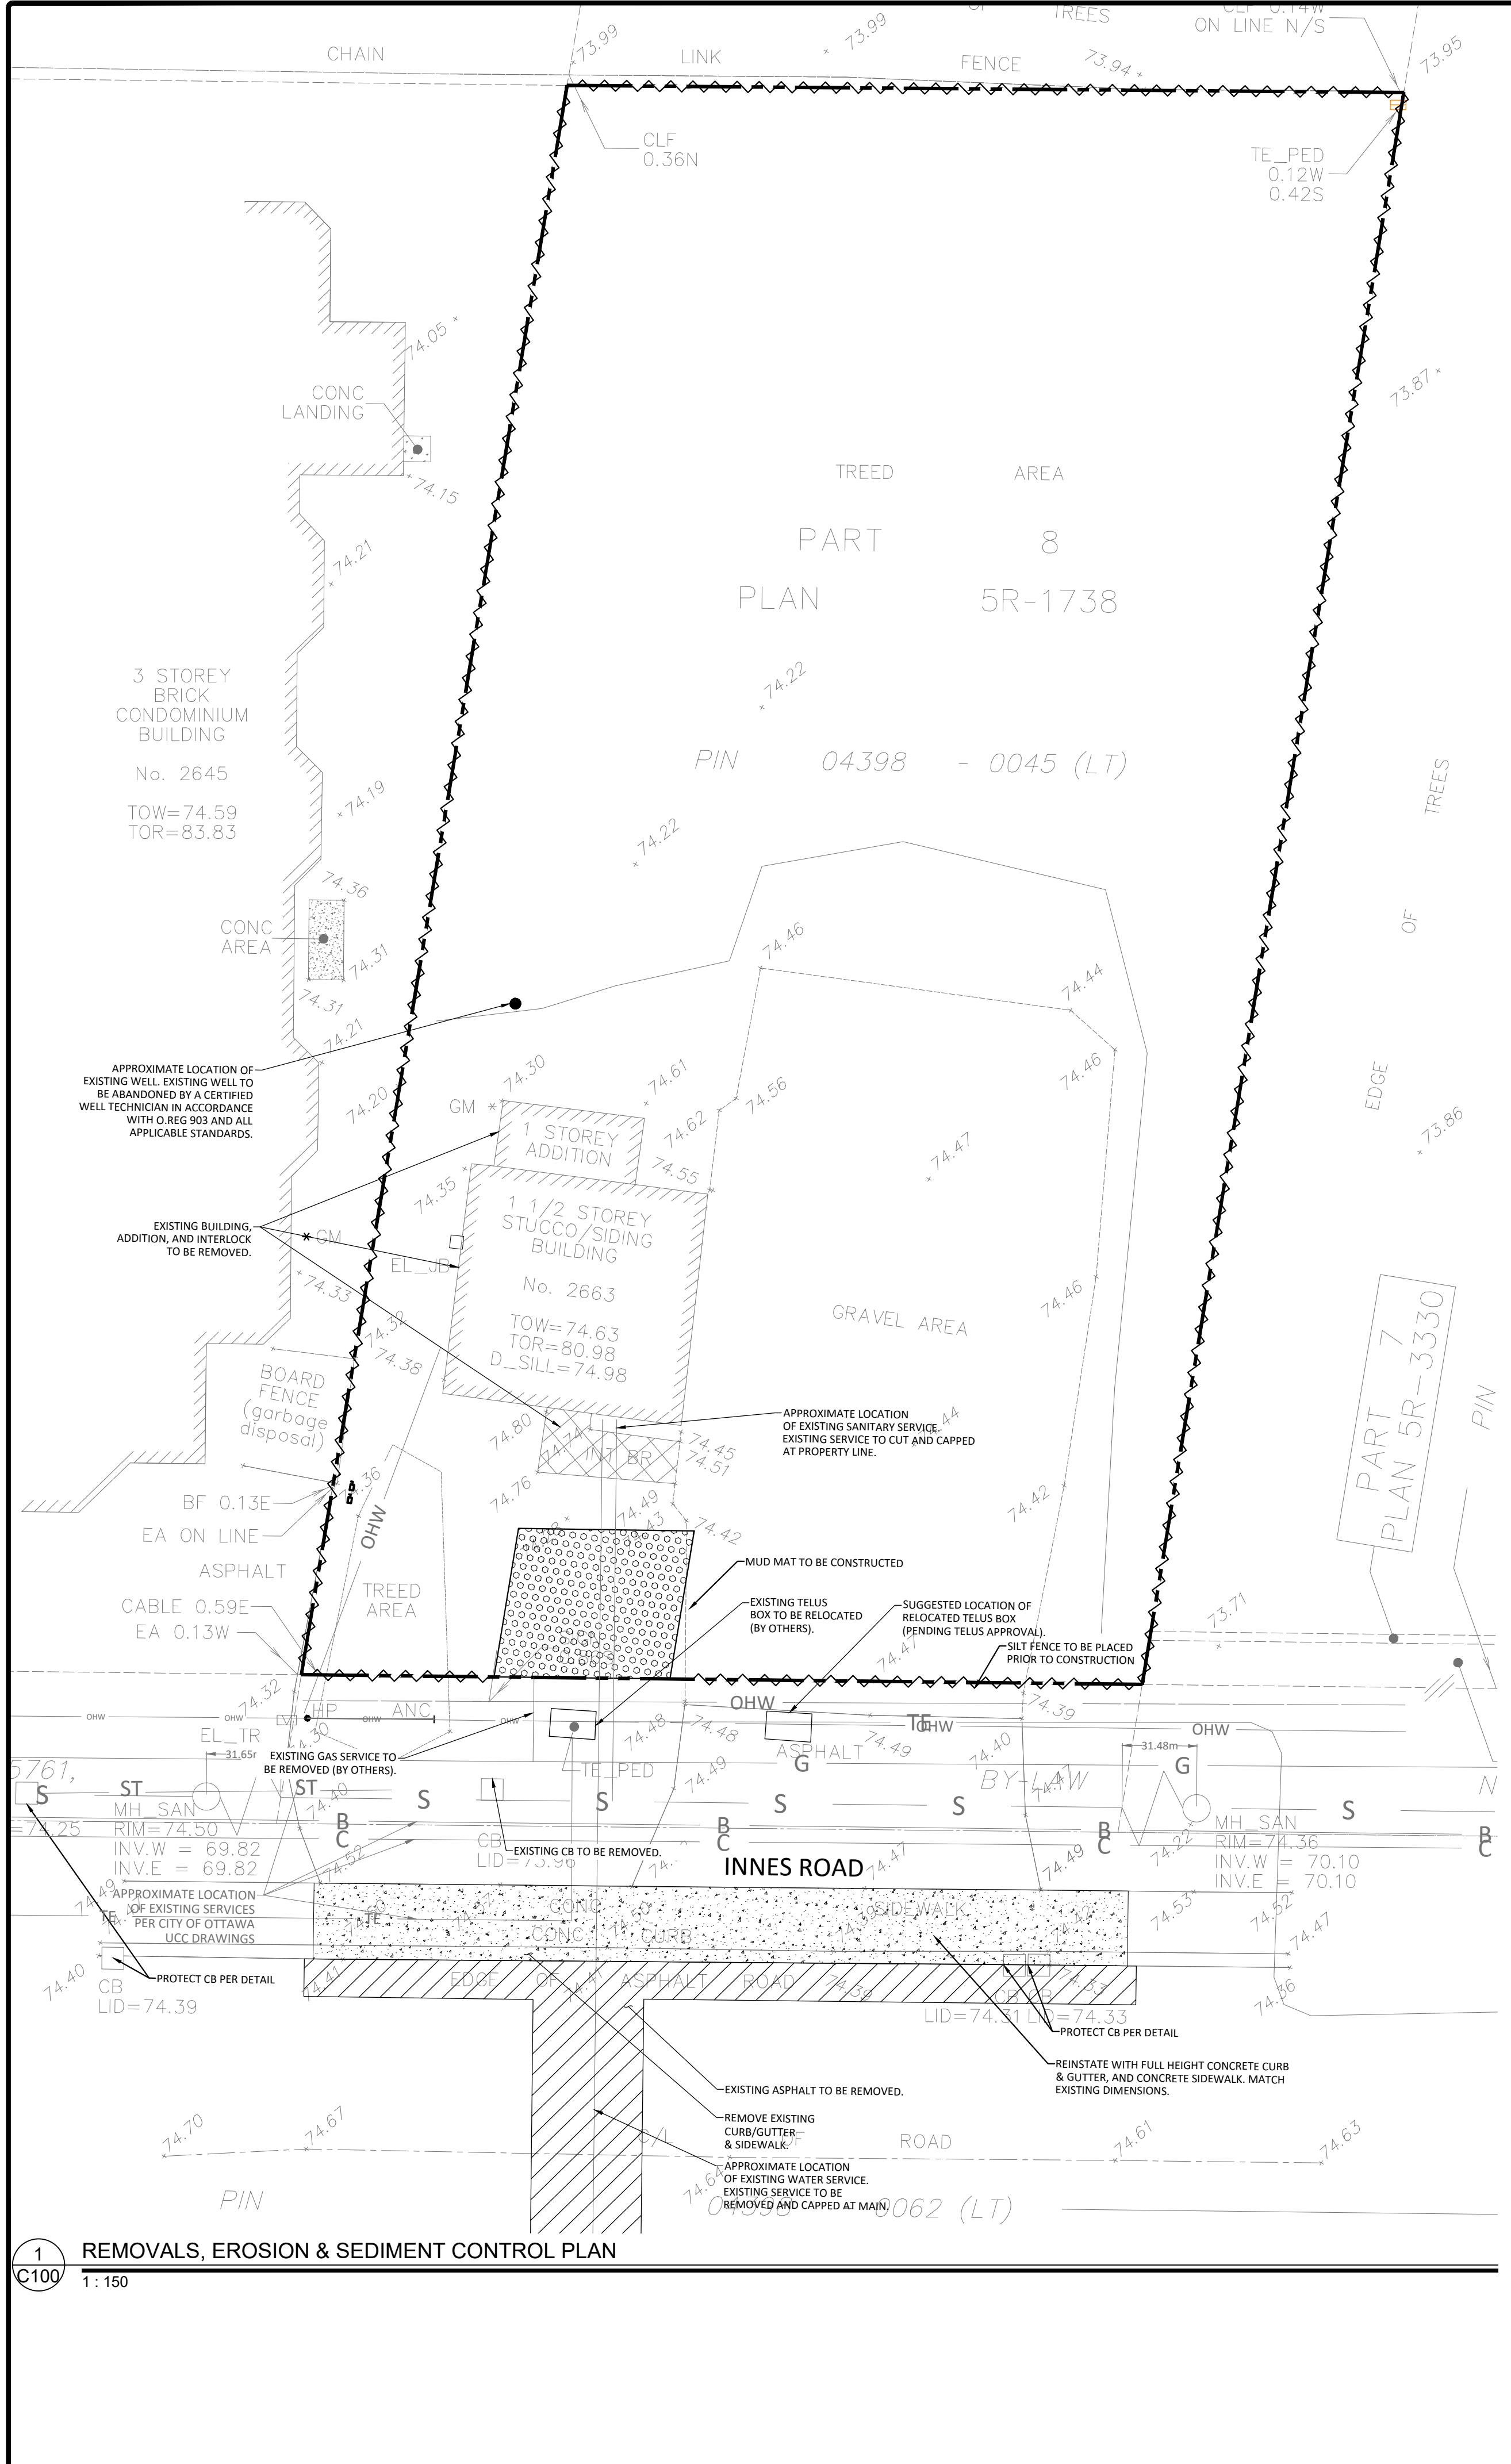 TREES
ON LINE N/S
CHAIN
LINK
FENCE
73.99
73.99
73.94
73.95
CLF
0.36N
TE_PED
0.12W
0.42S
74.05
CONC
LANDING
74.15
73.87
TREED AREA
PART 8
PLAN 5R-1738
74.21
74.22
3 STOREY
BRICK
CONDOMINIUM
BUILDING
No. 2645
TOW=74.59
TOR=83.83
PIN 04398 - 0045 (LT)
74.19
74.22
EDGE OF TREES
74.36
CONC
AREA
74.31
74.31
74.21
74.46
74.44
APPROXIMATE LOCATION OF
EXISTING WELL. EXISTING WELL TO
BE ABANDONED BY A CERTIFIED
WELL TECHNICIAN IN ACCORDANCE
WITH O.REG 903 AND ALL
APPLICABLE STANDARDS.
74.20
GM
74.30
74.61
74.62
74.56
74.46
73.86
1 STOREY
ADDITION
74.55
74.47
74.35
1 1/2 STOREY
STUCCO/SIDING
BUILDING
No. 2663
TOW=74.63
TOR=80.98
D_SILL=74.98
EXISTING BUILDING,
ADDITION, AND INTERLOCK
TO BE REMOVED.
GM
EL_JB
74.33
74.32
74.38
GRAVEL AREA
74.46
PART 7
PLAN 5R-3330
PIN
BOARD
FENCE
(garbage
disposal)
74.80
74.74
INT BR
74.45
74.51
74.76
APPROXIMATE LOCATION
OF EXISTING SANITARY SERVICE.
EXISTING SERVICE TO CUT AND CAPPED
AT PROPERTY LINE.
74.36
BF 0.13E
EA ON LINE
OHW
74.49
74.42
74.42
ASPHALT
TREED
AREA
CABLE 0.59E
EA 0.13W
MUD MAT TO BE CONSTRUCTED
EXISTING TELUS
BOX TO BE RELOCATED
(BY OTHERS).
SUGGESTED LOCATION OF
RELOCATED TELUS BOX
(PENDING TELUS APPROVAL).
SILT FENCE TO BE PLACED
PRIOR TO CONSTRUCTION
73.71
74.32
HP
ANC
OHW
OHW
OHW
OHW
OHW
TE
OHW
OHW
74.39
EL_TR
74.30
31.65r
EXISTING GAS SERVICE TO
BE REMOVED (BY OTHERS).
74.48
74.48
ASPHALT
74.49
74.40
31.48m
TE_PED
74.49
G
G
BY-LAW
5761,
S
ST
ST
S
S
S
S
S
74.40
MH_SAN
RIM=74.50
INV.W = 69.82
INV.E = 69.82
B
C
B
C
B
C
B
C
CB
EXISTING CB TO BE REMOVED.
INNES ROAD
74.52
74.47
74.49
74.22
MH_SAN
RIM=74.36
INV.W = 70.10
INV.E = 70.10
74.49
APPROXIMATE LOCATION
OF EXISTING SERVICES
PER CITY OF OTTAWA
UCC DRAWINGS
TE
TE
CONC
SIDEWALK
CONC CURB
74.42
74.53
74.52
74.47
PROTECT CB PER DETAIL
74.40
CB
LID=74.39
74.41
EDGE OF ASPHALT ROAD
74.39
CB
CB
LID=74.31
LID=74.33
74.36
PROTECT CB PER DETAIL
REINSTATE WITH FULL HEIGHT CONCRETE CURB
& GUTTER, AND CONCRETE SIDEWALK. MATCH
EXISTING DIMENSIONS.
EXISTING ASPHALT TO BE REMOVED.
REMOVE EXISTING
CURB/GUTTER
& SIDEWALK.
74.70
74.67
C/L OF ROAD
74.61
74.63
74.64
APPROXIMATE LOCATION
OF EXISTING WATER SERVICE.
EXISTING SERVICE TO BE
REMOVED AND CAPPED AT MAIN.
PIN
0062 (LT)
1
C100
REMOVALS, EROSION & SEDIMENT CONTROL PLAN
1 : 150